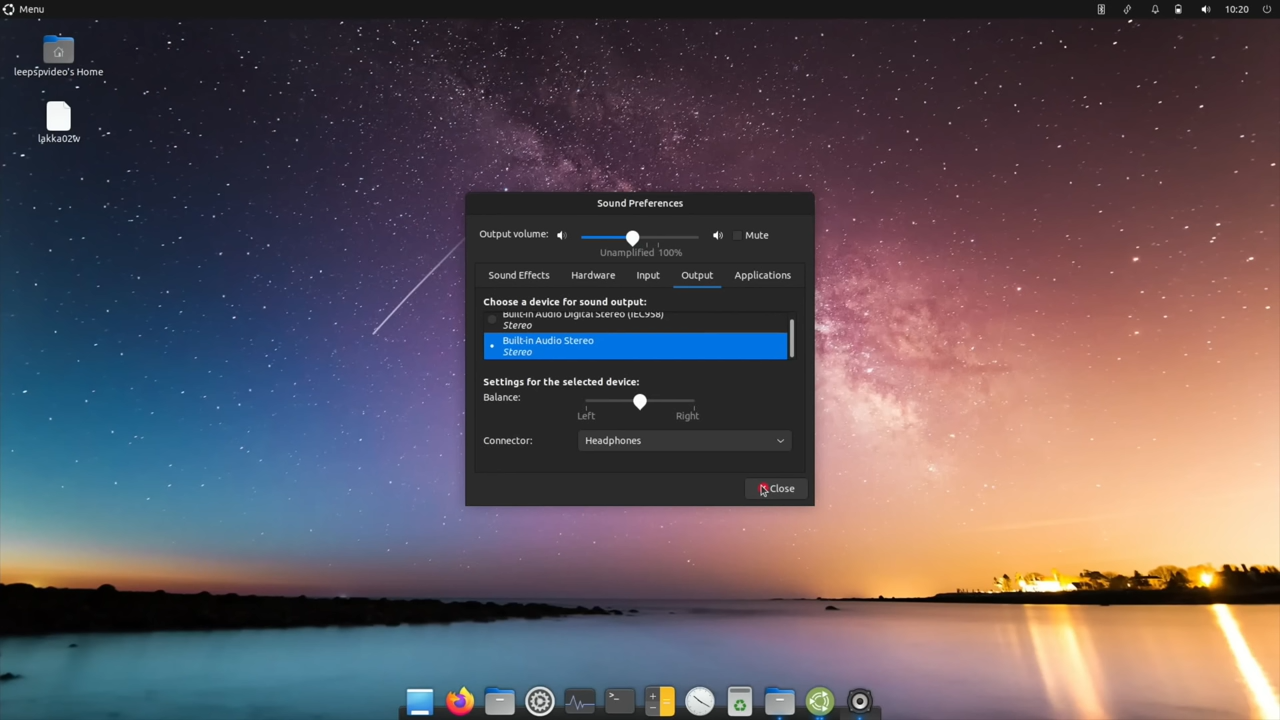 Menu
10:20
leepspvideo's Home
lakka02w
Sound Preferences
Output volume:
Mute
Unamplified 100%
Sound Effects Hardware Input Output Applications
Choose a device for sound output:
Built-in Audio Digital Stereo (IEC958)
Stereo
Built-in Audio Stereo
Stereo
Settings for the selected device:
Balance:
Left Right
Connector: Headphones
Close